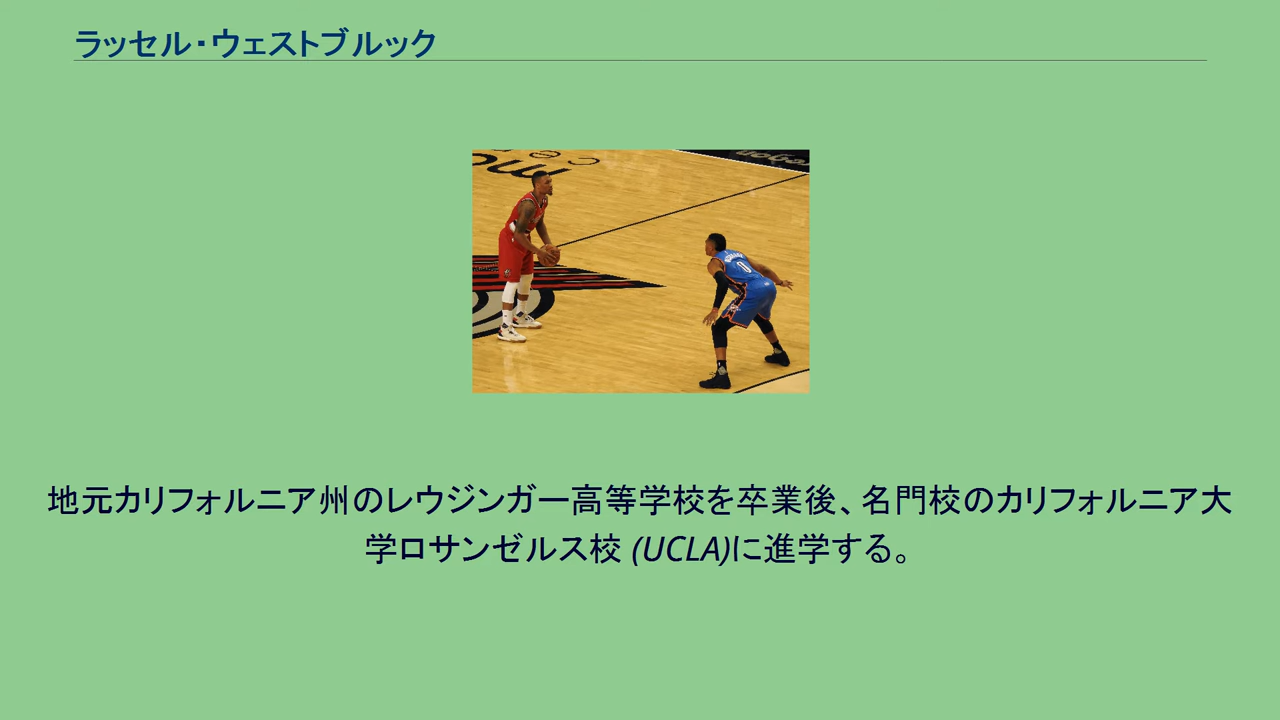 ラッセル・ウェストブルック
0
地元カリフォルニア州のレウジンガー高等学校を卒業後、名門校のカリフォルニア大
学ロサンゼルス校 (UCLA)に進学する。